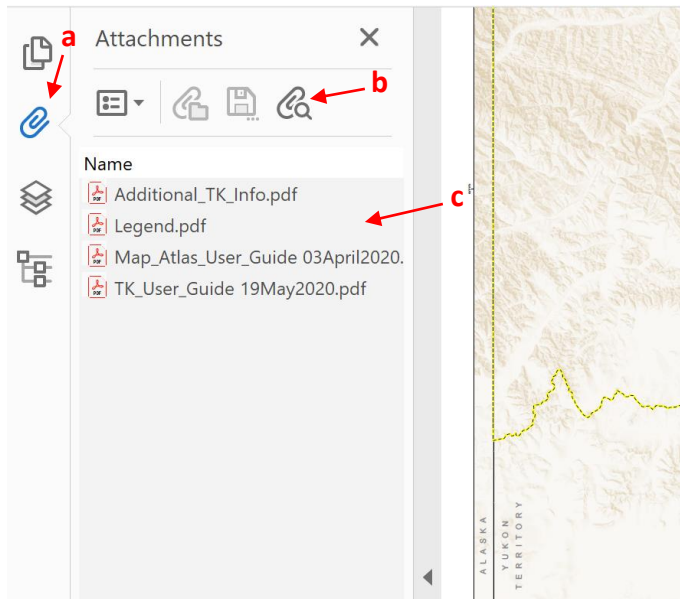 a
Attachments
b
Name
Additional_TK_Info.pdf
Legend.pdf
Map_Atlas_User_Guide 03April2020.
TK_User_Guide 19May2020.pdf
c
ALASKA
YUKON
TERRITORY